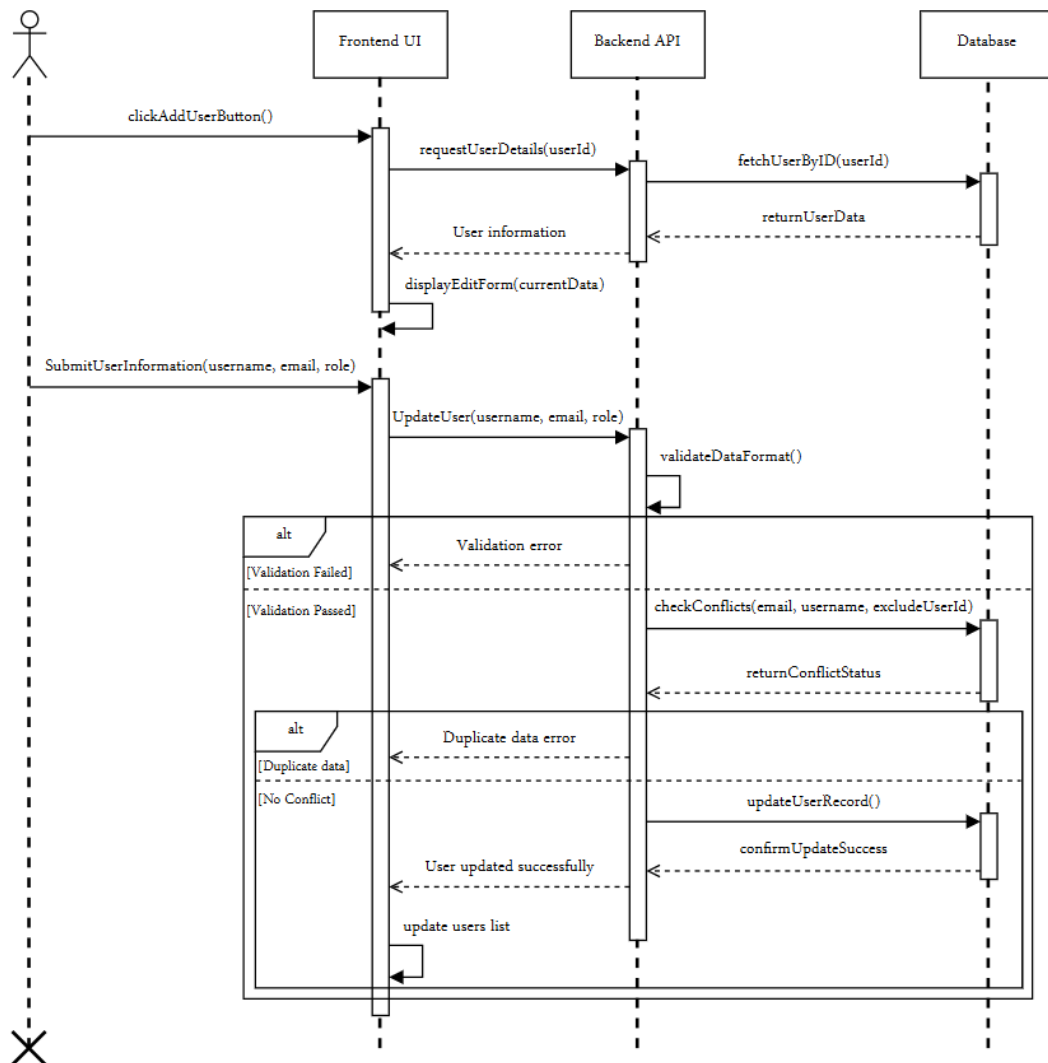 Frontend UI
Backend API
Database
clickAddUserButton()
requestUserDetails(userId)
fetchUserByID(userId)
returnUserData
User information
displayEditForm(currentData)
SubmitUserInformation(username, email, role)
UpdateUser(username, email, role)
validateDataFormat()
alt
Validation error
[Validation Failed]
[Validation Passed]
checkConflicts(email, username, excludeUserId)
returnConflictStatus
alt
Duplicate data error
[Duplicate data]
[No Conflict]
updateUserRecord()
confirmUpdateSuccess
User updated successfully
update users list